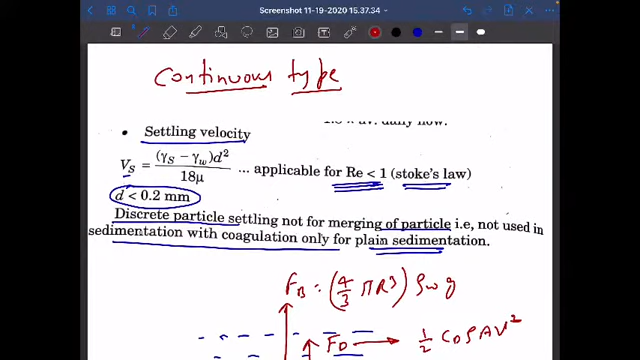 Screenshot 11-19-2020 15.37.34
Continuous type
• Settling velocity
V_S = (γ_S − γ_w)d² / 18μ ... applicable for Re < 1 (stoke's law)
d < 0.2 mm
Discrete particle settling not for merging of particle i.e, not used in
sedimentation with coagulation only for plain sedimentation.
F_B = (4/3 πR³) ρw g
F_D → 1/2 C_D ρ A V²